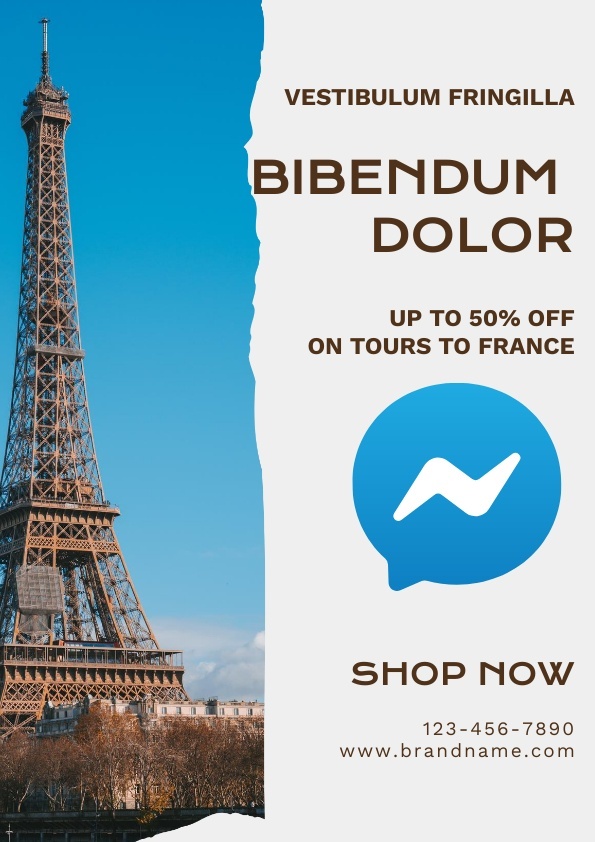 VESTIBULUM FRINGILLA
BIBENDUM
DOLOR
UP TO 50% OFF
ON TOURS TO FRANCE
SHOP NOW
123-456-7890
www.brandname.com